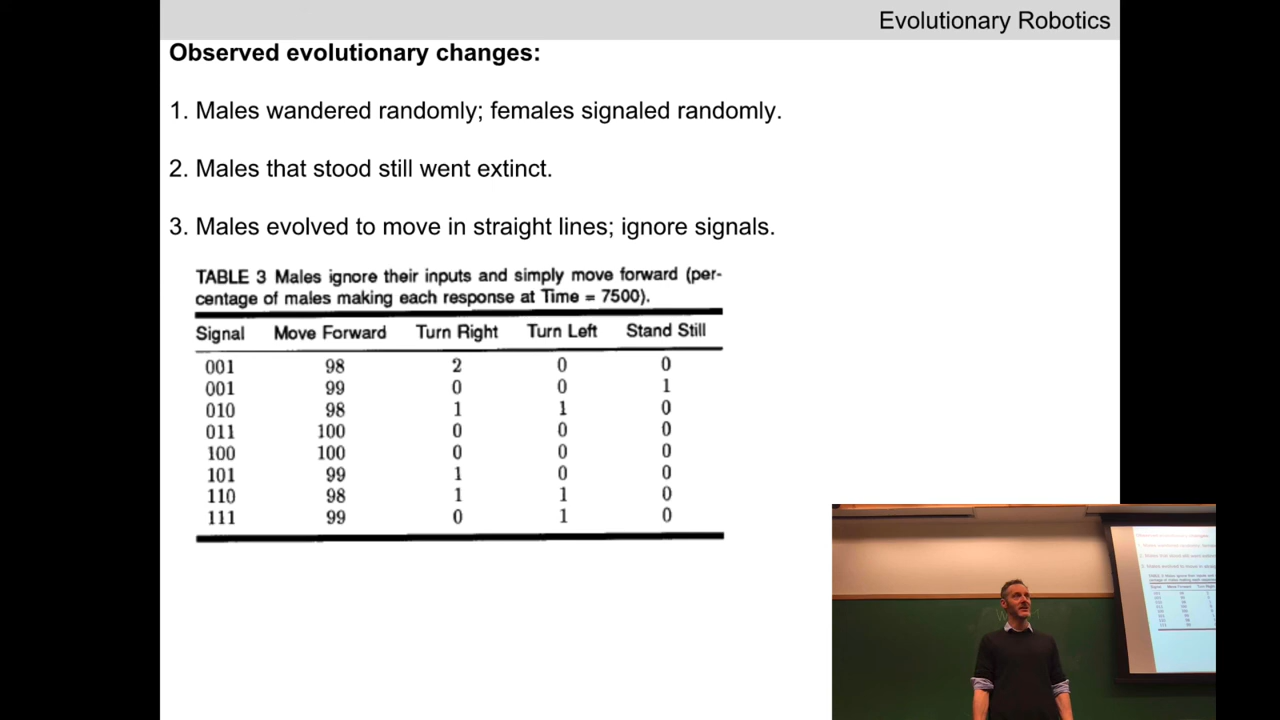 Evolutionary Robotics
Observed evolutionary changes:
1. Males wandered randomly; females signaled randomly.
2. Males that stood still went extinct.
3. Males evolved to move in straight lines; ignore signals.
TABLE 3 Males ignore their inputs and simply move forward (per-
centage of males making each response at Time = 7500).
Signal Move Forward Turn Right Turn Left Stand Still
001 98 2 0 0
001 99 0 0 1
010 98 1 1 0
011 100 0 0 0
100 100 0 0 0
101 99 1 0 0
110 98 1 1 0
111 99 0 1 0